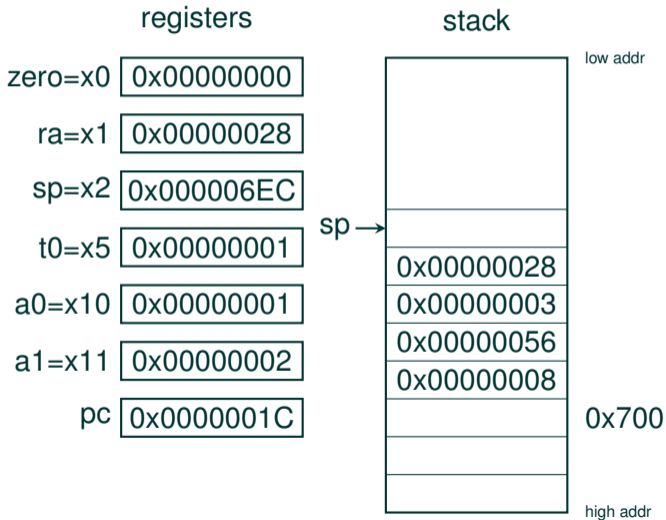 registers
zero=x0 0x00000000
ra=x1 0x00000028
sp=x2 0x000006EC
t0=x5 0x00000001
a0=x10 0x00000001
a1=x11 0x00000002
pc 0x0000001C
stack
low addr
sp
0x00000028
0x00000003
0x00000056
0x00000008
0x700
high addr